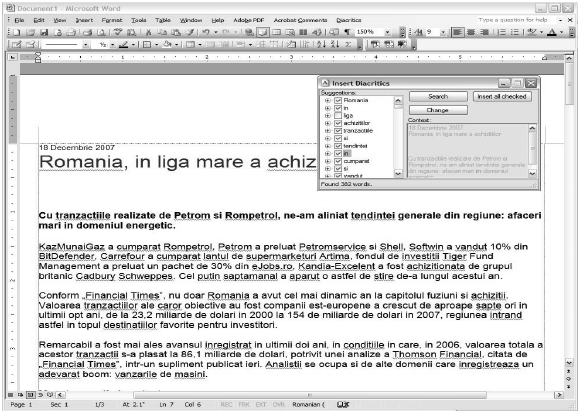 Document1 - Microsoft Word
File Edit View Insert Format Tools Table Window Help Adobe PDF Acrobat Comments Diacritics
Type a question for help
150%
Insert Diacritics
Suggestions:
Romania
in
liga
achizitiilor
tranzactiile
si
tendintei
in
cumparat
si
vandut
Search
Insert all checked
Change
Context:
18 Decembrie 2007
Romania in liga mare a achizitiilor
Cu tranzactiile realizate de Petrom si
Rompetrol, ne-am aliniat tendintei generale
din regiune: afaceri mari in domeniul
energetic.
Found 382 words.
18 Decembrie 2007
Romania, in liga mare a achiz
Cu tranzactiile realizate de Petrom si Rompetrol, ne-am aliniat tendintei generale din regiune: afaceri
mari in domeniul energetic.
KazMunaiGaz a cumparat Rompetrol, Petrom a preluat Petromservice si Shell, Softwin a vandut 10% din
BitDefender, Carrefour a cumparat lantul de supermarketuri Artima, fondul de investitii Tiger Fund
Management a preluat un pachet de 30% din eJobs.ro, Kandia-Excelent a fost achizitionata de grupul
britanic Cadbury Schweppes. Cel putin saptamanal a aparut o astfel de stire de-a lungul acestui an.
Conform „Financial Times", nu doar Romania a avut cel mai dinamic an la capitolul fuziuni si achizitii.
Valoarea tranzactiilor ale caror obiective au fost companii est-europene a crescut de aproape sapte ori in
ultimii opt ani, de la 23,2 miliarde de dolari in 2000 la 154 de miliarde de dolari in 2007, regiunea intrand
astfel in topul destinatiilor favorite pentru investitori.
Remarcabil a fost mai ales avansul inregistrat in ultimii doi ani, in conditiile in care, in 2006, valoarea totala a
acestor tranzactii s-a plasat la 86,1 miliarde de dolari, potrivit unei analize a Thomson Financial, citata de
„Financial Times", intr-un supliment publicat ieri. Analistii se ocupa si de alte domenii care inregistreaza un
adevarat boom: vanzarile de masini.
Page 1 Sec 1 1/3 At 2.1" Ln 7 Col 6 REC TRK EXT OVR Romanian (